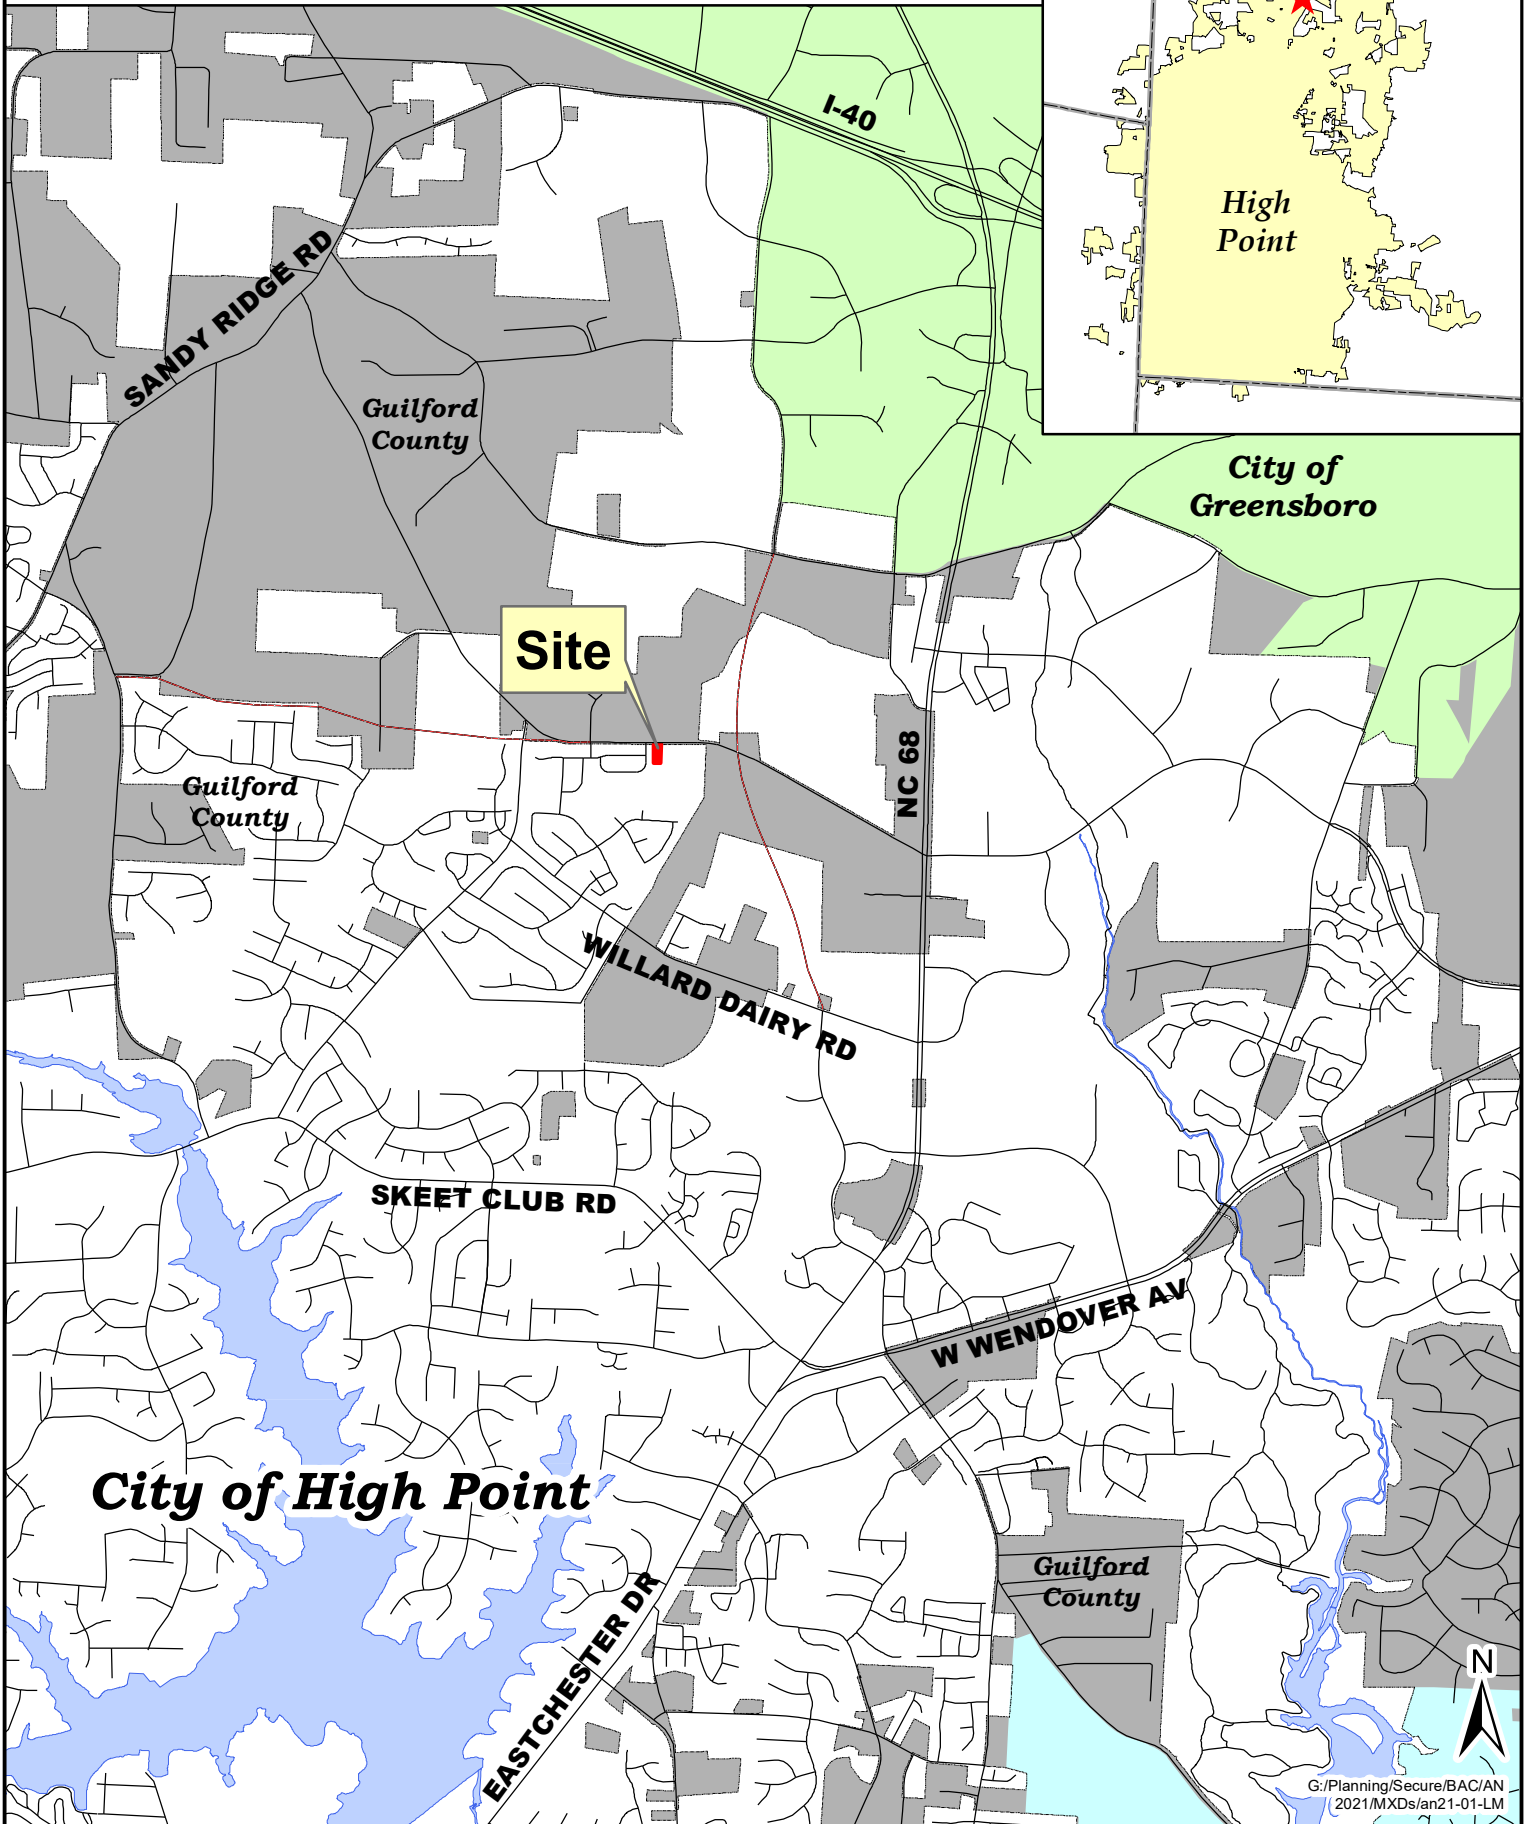 I-40
High
Point
SANDY RIDGE RD
Guilford
County
City of
Greensboro
Site
NC 68
Guilford
County
WILLARD DAIRY RD
SKEET CLUB RD
W WENDOVER AV
City of High Point
Guilford
County
EASTCHESTER DR
N
G:/Planning/Secure/BAC/AN
2021/MXDs/an21-01-LM